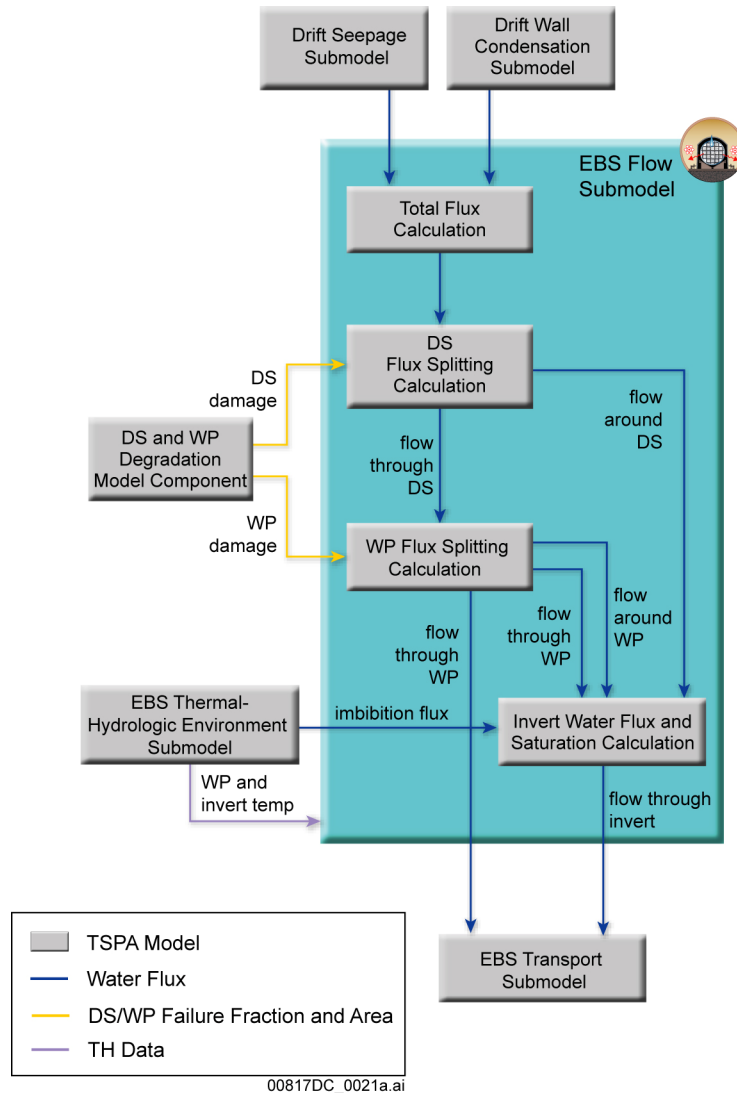 Drift Seepage
Submodel
Drift Wall
Condensation
Submodel
EBS Flow
Submodel
Total Flux
Calculation
DS
Flux Splitting
Calculation
DS
damage
flow
around
DS
DS and WP
Degradation
Model Component
flow
through
DS
WP
damage
WP Flux Splitting
Calculation
flow
through
WP
flow
through
WP
flow
around
WP
EBS Thermal-
Hydrologic Environment
Submodel
imbibition flux
Invert Water Flux and
Saturation Calculation
WP and
invert temp
flow through
invert
EBS Transport
Submodel
TSPA Model
Water Flux
DS/WP Failure Fraction and Area
TH Data
00817DC_0021a.ai